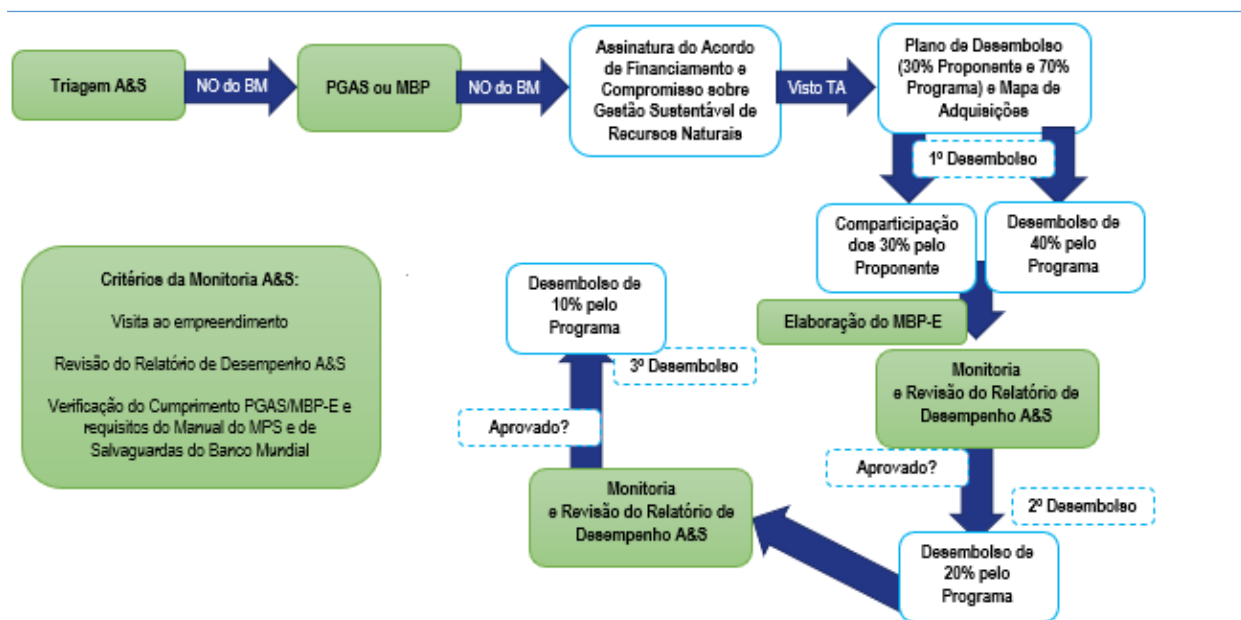 Triagem A&S
NO do BM
PGAS ou MBP
NO do BM
Assinatura do Acordo
de Financiamento e
Compromisso sobre
Gestão Sustentável de
Recursos Naturais
Visto TA
Plano de Desbolso
(30% Proponente e 70%
Programa) e Mapa de
Adquisições
1º Desembolso
Comparticipação
dos 30% pelo
Proponente
Desembolso de
40% pelo
Programa
Elaboração do MBP-E
Monitoria
e Revisão do Relatório de
Desempenho A&S
Aprovado?
2º Desembolso
Desembolso de
20% pelo
Programa
Monitoria
e Revisão do Relatório de
Desempenho A&S
Aprovado?
3º Desembolso
Desembolso de
10% pelo
Programa
Critérios da Monitoria A&S:
Visita ao empreendimento
Revisão do Relatório de Desempenho A&S
Verificação do Cumprimento PGAS/MBP-E e
requisitos do Manual do MPS e de
Salvaguardas do Banco Mundial